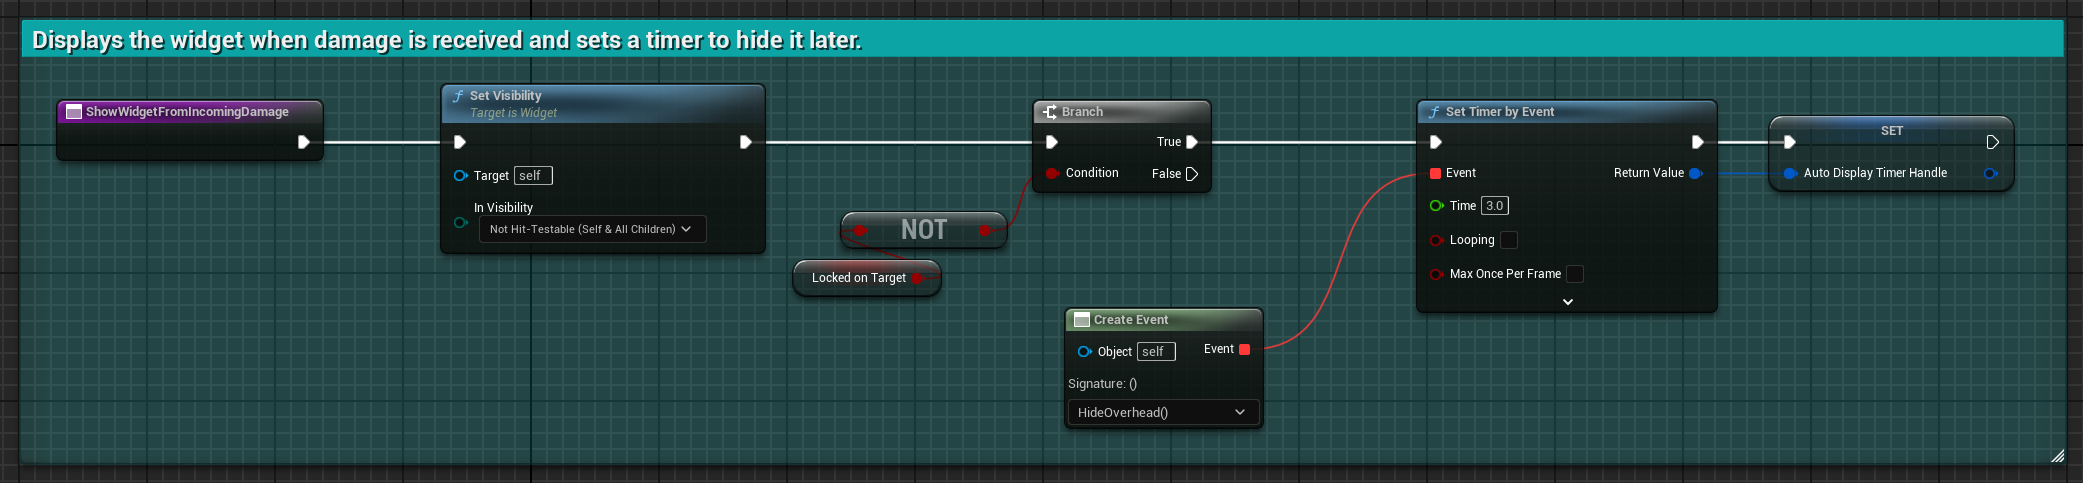 Displays the widget when damage is received and sets a timer to hide it later.
ShowWidgetFromIncomingDamage
Set Visibility
Target is Widget
Target self
In Visibility
Not Hit-Testable (Self & All Children)
NOT
Locked on Target
Branch
True
Condition
False
Create Event
Object self
Event
Signature: ()
HideOverhead()
Set Timer by Event
Event
Return Value
Time 3.0
Looping
Max Once Per Frame
SET
Auto Display Timer Handle